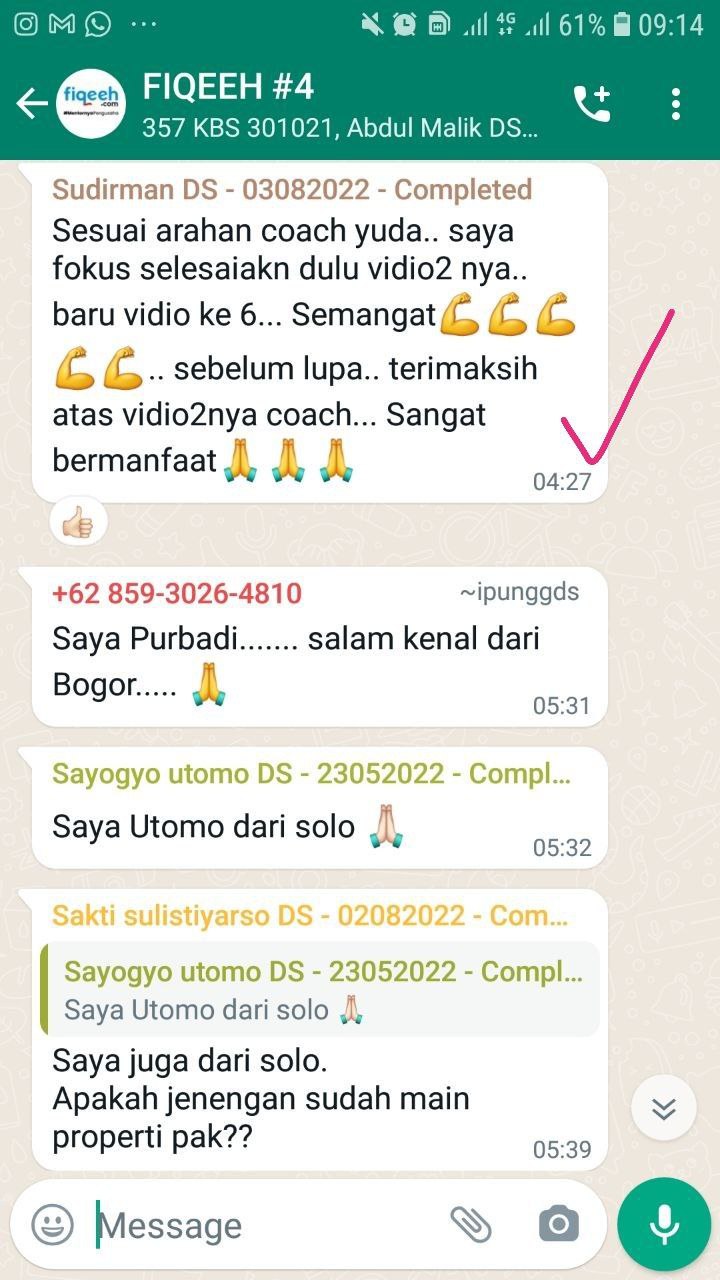 4G 61% 09:14
fiqeeh
.com
FIQEEH #4
357 KBS 301021, Abdul Malik DS...
Sudirman DS - 03082022 - Completed
Sesuai arahan coach yuda.. saya
fokus selesaiakn dulu vidio2 nya..
baru vidio ke 6... Semangat💪💪💪
💪💪.. sebelum lupa.. terimaksih
atas vidio2nya coach... Sangat
bermanfaat🙏🙏🙏
04:27
+62 859-3026-4810 ~ipunggds
Saya Purbadi....... salam kenal dari
Bogor..... 🙏
05:31
Sayogyo utomo DS - 23052022 - Compl...
Saya Utomo dari solo 🙏🏻
05:32
Sakti sulistiyarso DS - 02082022 - Com...
Sayogyo utomo DS - 23052022 - Compl...
Saya Utomo dari solo 🙏🏻
Saya juga dari solo.
Apakah jenengan sudah main
properti pak??
05:39
Message